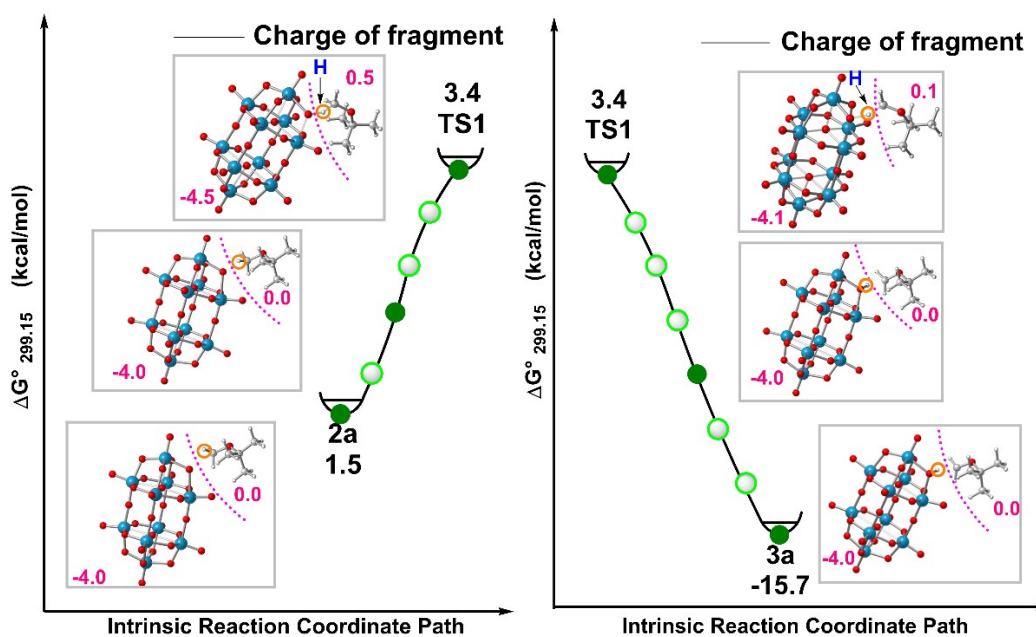 Charge of fragment
H
0.5
-4.5
3.4
TS1
0.0
-4.0
2a
1.5
0.0
-4.0
ΔG° 299.15 (kcal/mol)
Intrinsic Reaction Coordinate Path
Charge of fragment
3.4
TS1
H
0.1
-4.1
0.0
-4.0
0.0
-4.0
3a
-15.7
ΔG° 299.15 (kcal/mol)
Intrinsic Reaction Coordinate Path